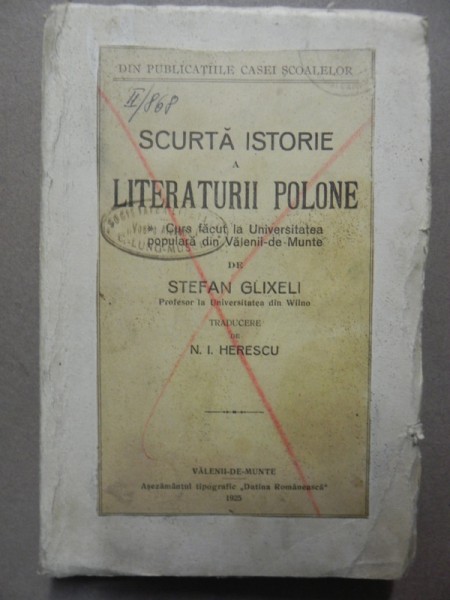 DIN PUBLICAȚIILE CASEI ȘCOALELOR
II/868
SCURTĂ ISTORIE
A
LITERATURII POLONE
Curs făcut la Universitatea
populară din Vălenii-de-Munte
DE
STEFAN GLIXELI
Profesor la Universitatea din Wilno
TRADUCERE
DE
N. I. HERESCU
VĂLENII-DE-MUNTE
Așezământul tipografic „Datina Românească"
1925